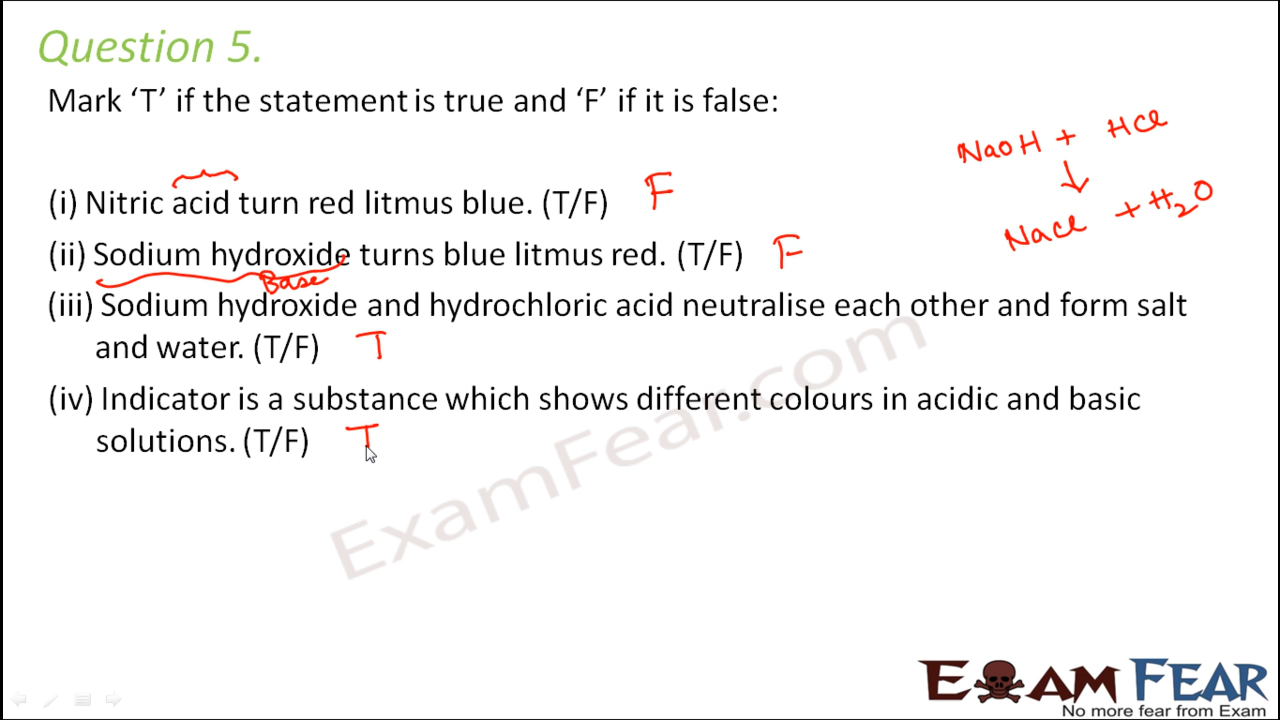 Question 5.
Mark ‘T’ if the statement is true and ‘F’ if it is false:
NaOH + HCl
↓
NaCl + H₂O
(i) Nitric acid turn red litmus blue. (T/F) F
(ii) Sodium hydroxide turns blue litmus red. (T/F) F
Base
(iii) Sodium hydroxide and hydrochloric acid neutralise each other and form salt
and water. (T/F) T
(iv) Indicator is a substance which shows different colours in acidic and basic
solutions. (T/F) T
ExamFear.com
EXAM FEAR
No more fear from Exam